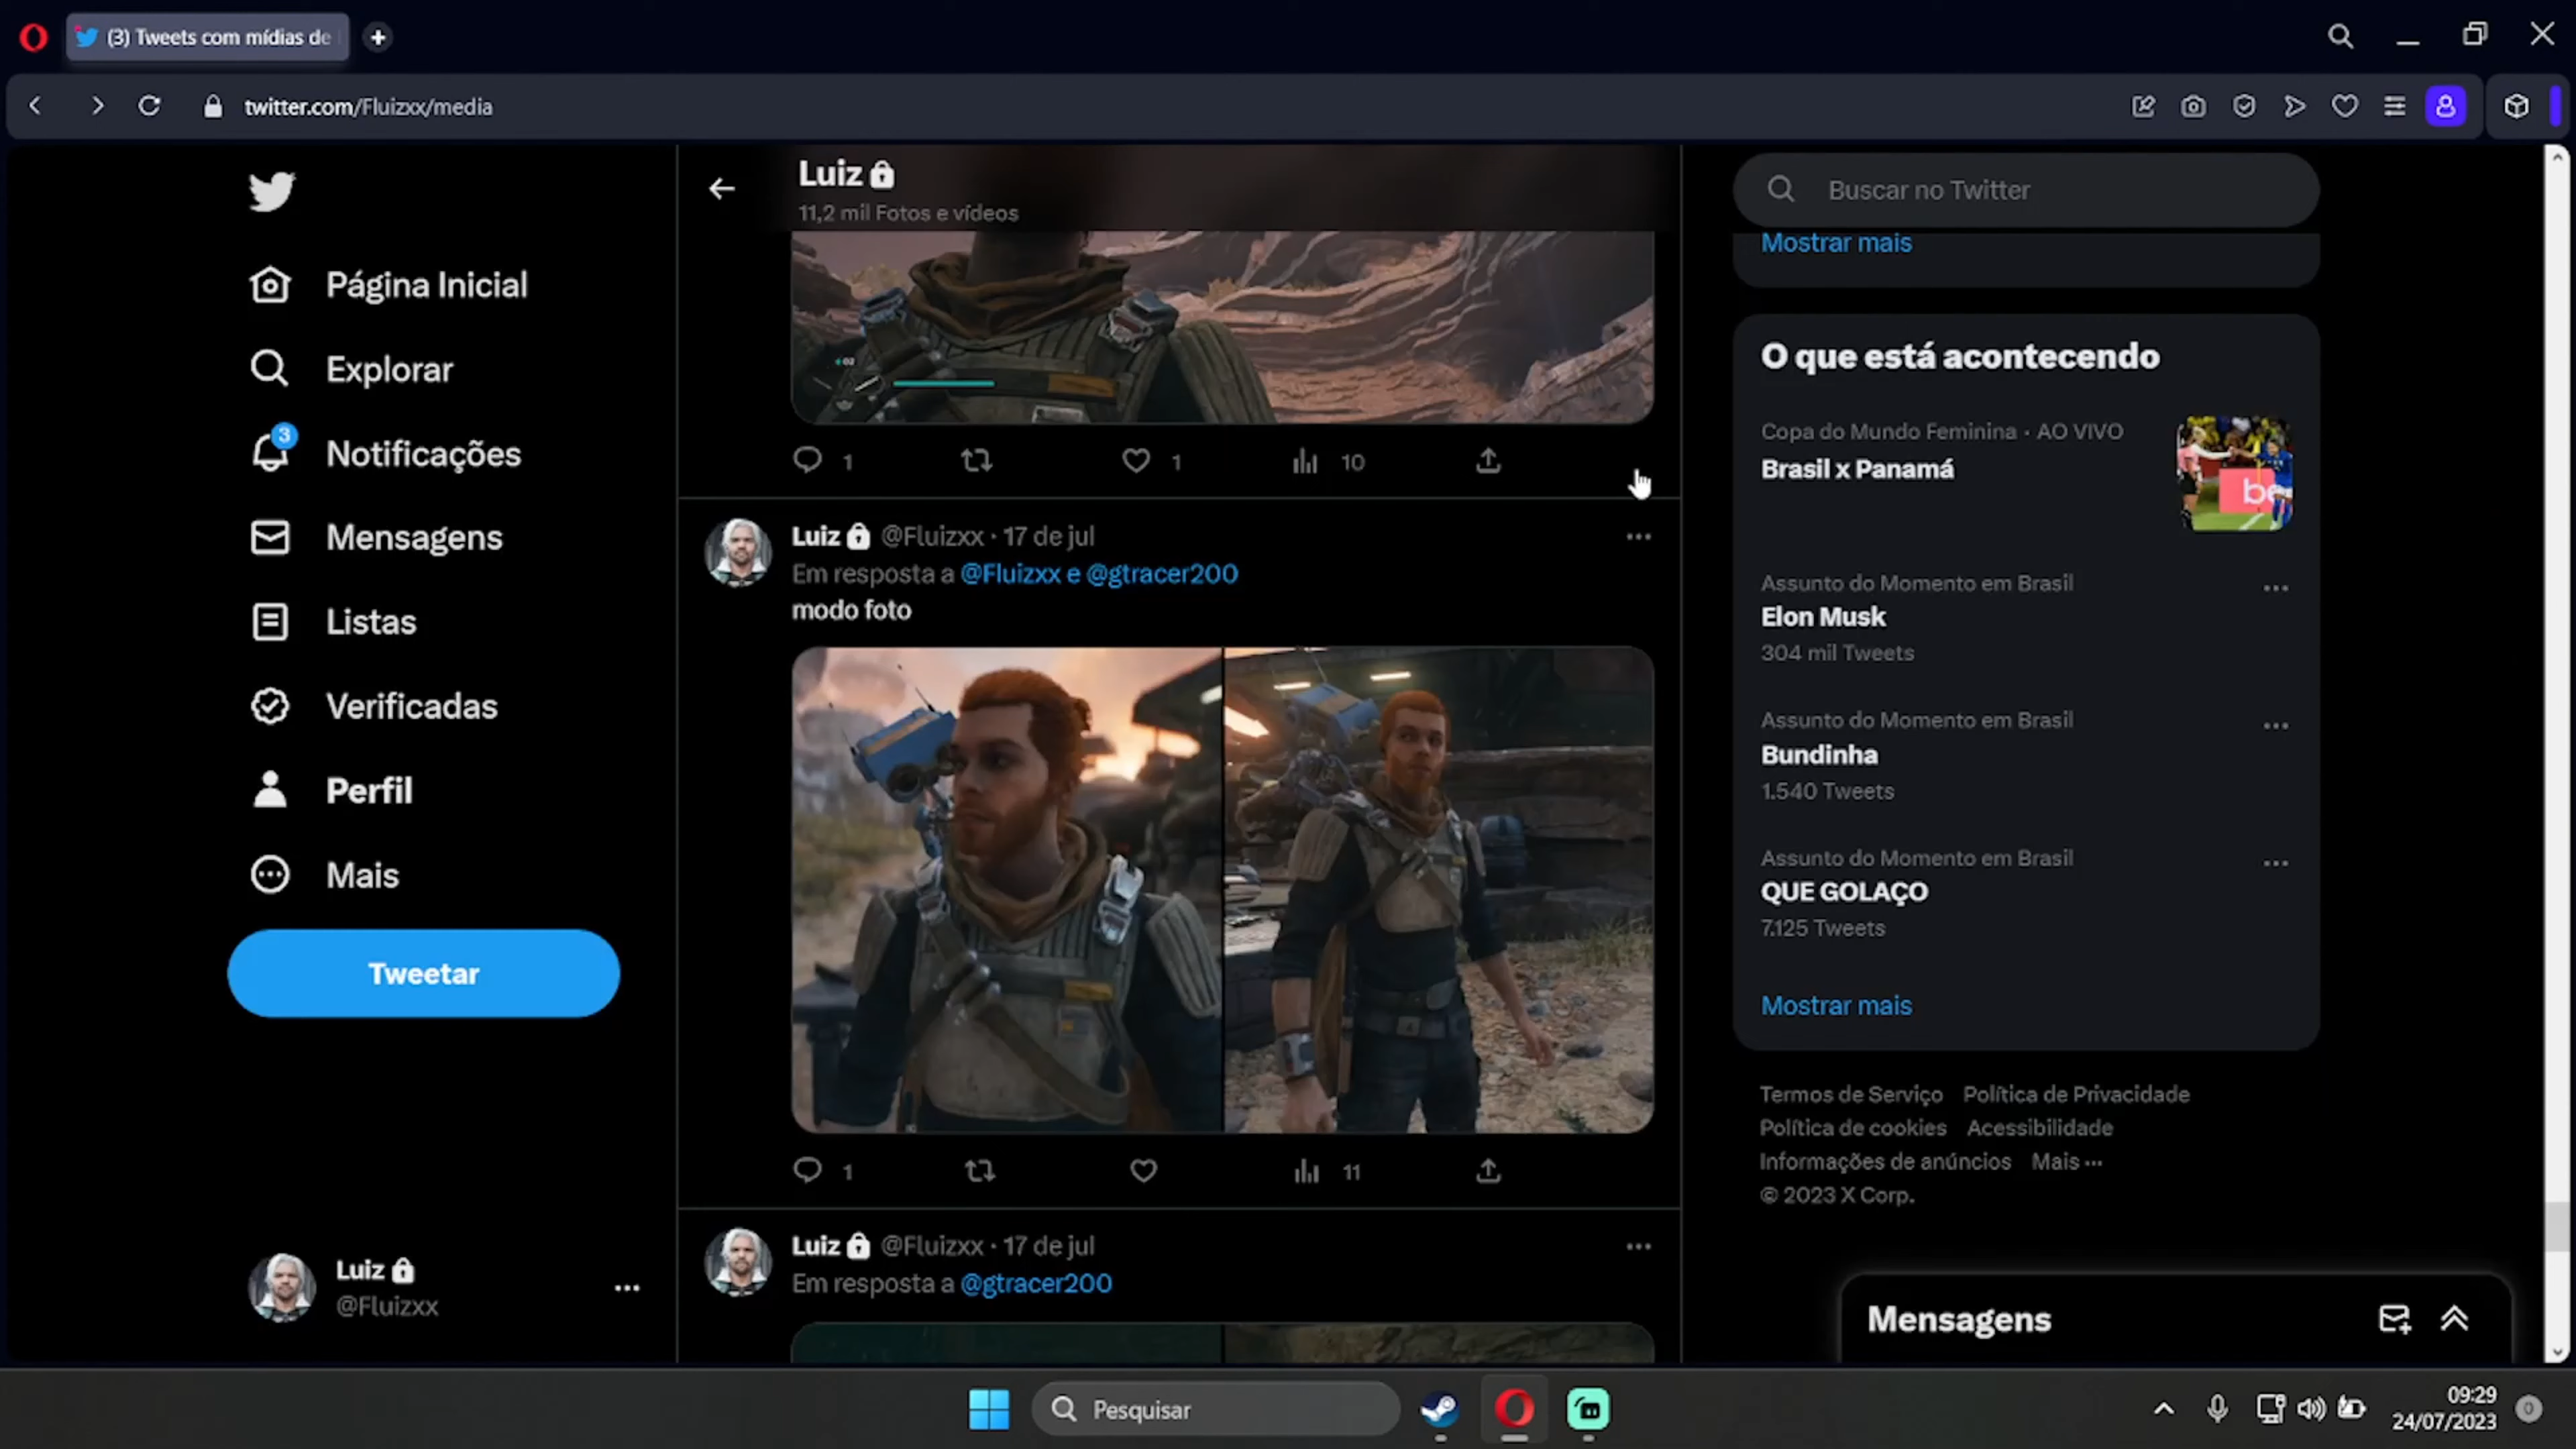 (3) Tweets com mídias de
twitter.com/Fluizxx/media
Página Inicial
Explorar
3
Notificações
Mensagens
Listas
Verificadas
Perfil
Mais
Tweetar
Luiz
@Fluizxx
Luiz
11,2 mil Fotos e vídeos
1
1
10
Luiz @Fluizxx · 17 de jul
Em resposta a @Fluizxx e @gtracer200
modo foto
1
11
Luiz @Fluizxx · 17 de jul
Em resposta a @gtracer200
Buscar no Twitter
Mostrar mais
O que está acontecendo
Copa do Mundo Feminina · AO VIVO
Brasil x Panamá
Assunto do Momento em Brasil
Elon Musk
304 mil Tweets
Assunto do Momento em Brasil
Bundinha
1.540 Tweets
Assunto do Momento em Brasil
QUE GOLAÇO
7.125 Tweets
Mostrar mais
Termos de Serviço Política de Privacidade
Política de cookies Acessibilidade
Informações de anúncios Mais ···
© 2023 X Corp.
Mensagens
Pesquisar
09:29
24/07/2023